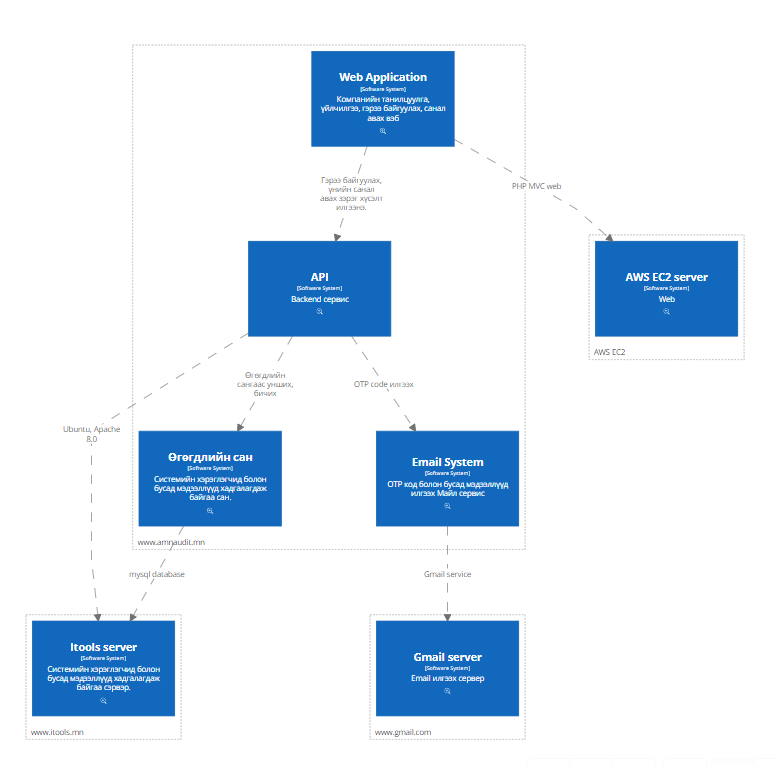 Web Application
[Software System]
Компанийн танилцуулга,
үйлчилгээ, гэрээ байгуулах, санал
авах вэб
Гэрээ байгуулах,
үнийн санал
авах зэрэг хүсэлт
илгээнэ.
PHP MVC web
API
[Software System]
Backend сервис
AWS EC2 server
[Software System]
Web
AWS EC2
Өгөгдлийн
сангаас унших,
бичих
OTP code илгээх
Ubuntu, Apache
8.0
Өгөгдлийн сан
[Software System]
Системийн хэрэглэгчид болон
бусад мэдээллүүд хадгалагдаж
байгаа сан.
Email System
[Software System]
OTP код болон бусад мэдээллүүд
илгээх Майл сервис
www.amnaudit.mn
mysql database
Gmail service
Itools server
[Software System]
Системийн хэрэглэгчид болон
бусад мэдээллүүд хадгалагдаж
байгаа сэрвэр.
Gmail server
[Software System]
Email илгээх сервер
www.itools.mn
www.gmail.com